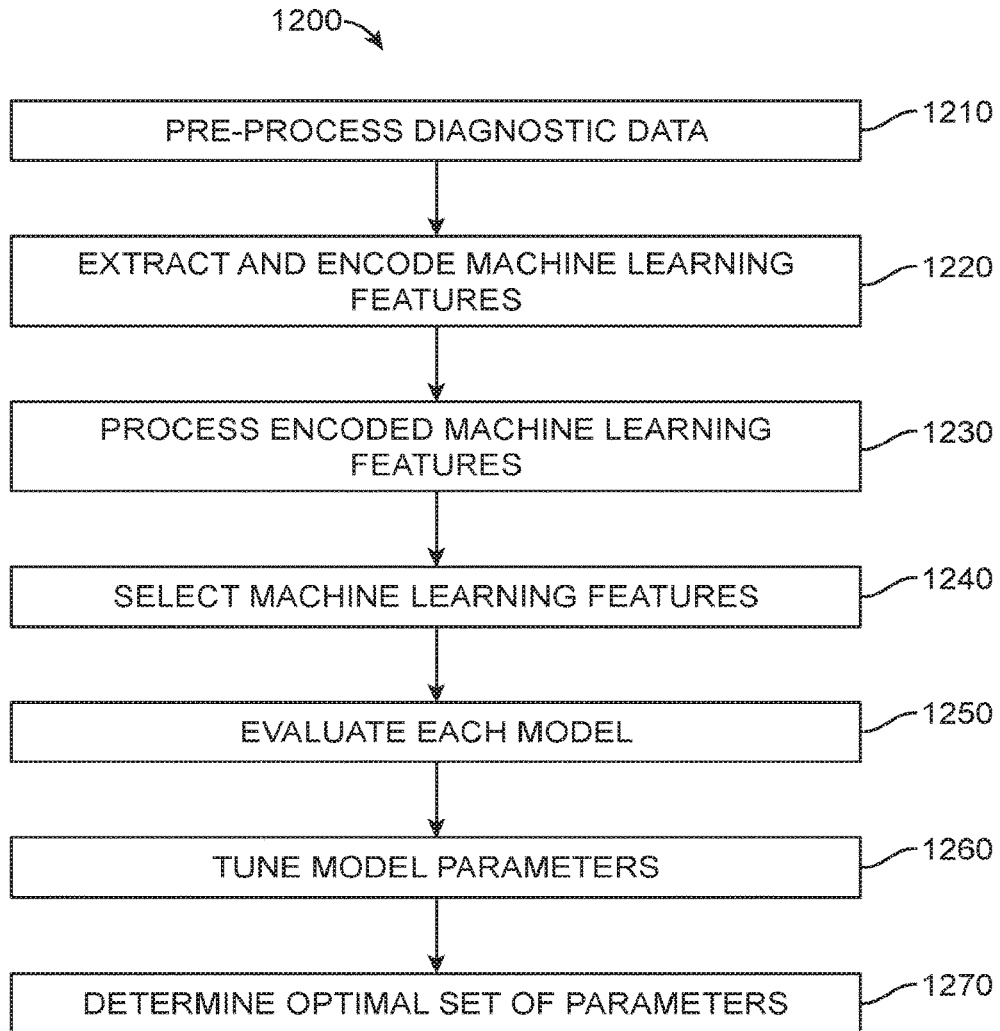 1200
PRE-PROCESS DIAGNOSTIC DATA
1210
EXTRACT AND ENCODE MACHINE LEARNING
FEATURES
1220
PROCESS ENCODED MACHINE LEARNING
FEATURES
1230
SELECT MACHINE LEARNING FEATURES
1240
EVALUATE EACH MODEL
1250
TUNE MODEL PARAMETERS
1260
DETERMINE OPTIMAL SET OF PARAMETERS
1270